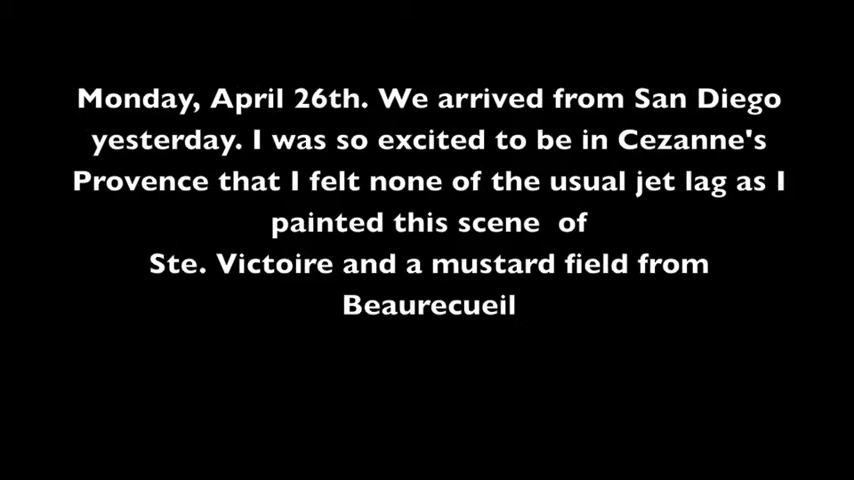 Monday, April 26th. We arrived from San Diego
yesterday. I was so excited to be in Cezanne's
Provence that I felt none of the usual jet lag as I
painted this scene  of
Ste. Victoire and a mustard field from
Beaurecueil